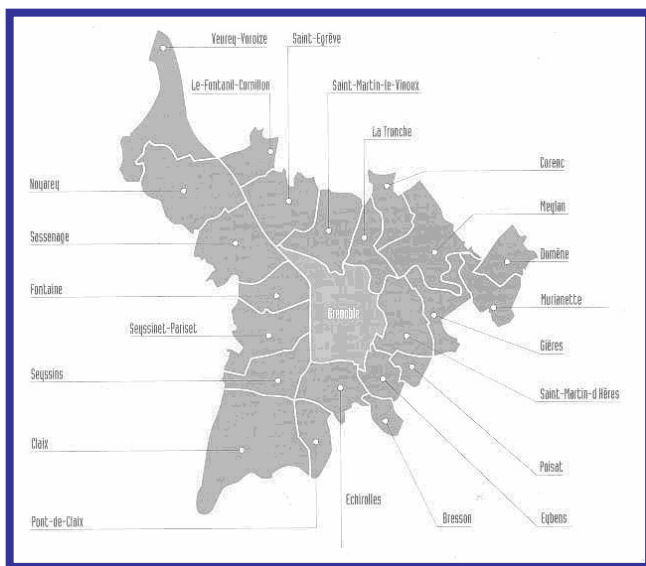 Veurey-Voroize
Saint-Egrève
Le-Fontanil-Cornillon
Saint-Martin-le-Vinoux
La Tronche
Corenc
Noyarey
Meylan
Sassenage
Domène
Fontaine
Murianette
Grenoble
Seyssinet-Pariset
Gières
Seyssins
Saint-Martin-d Hères
Claix
Poisat
Echirolles
Pont-de-Claix
Bresson
Eybens